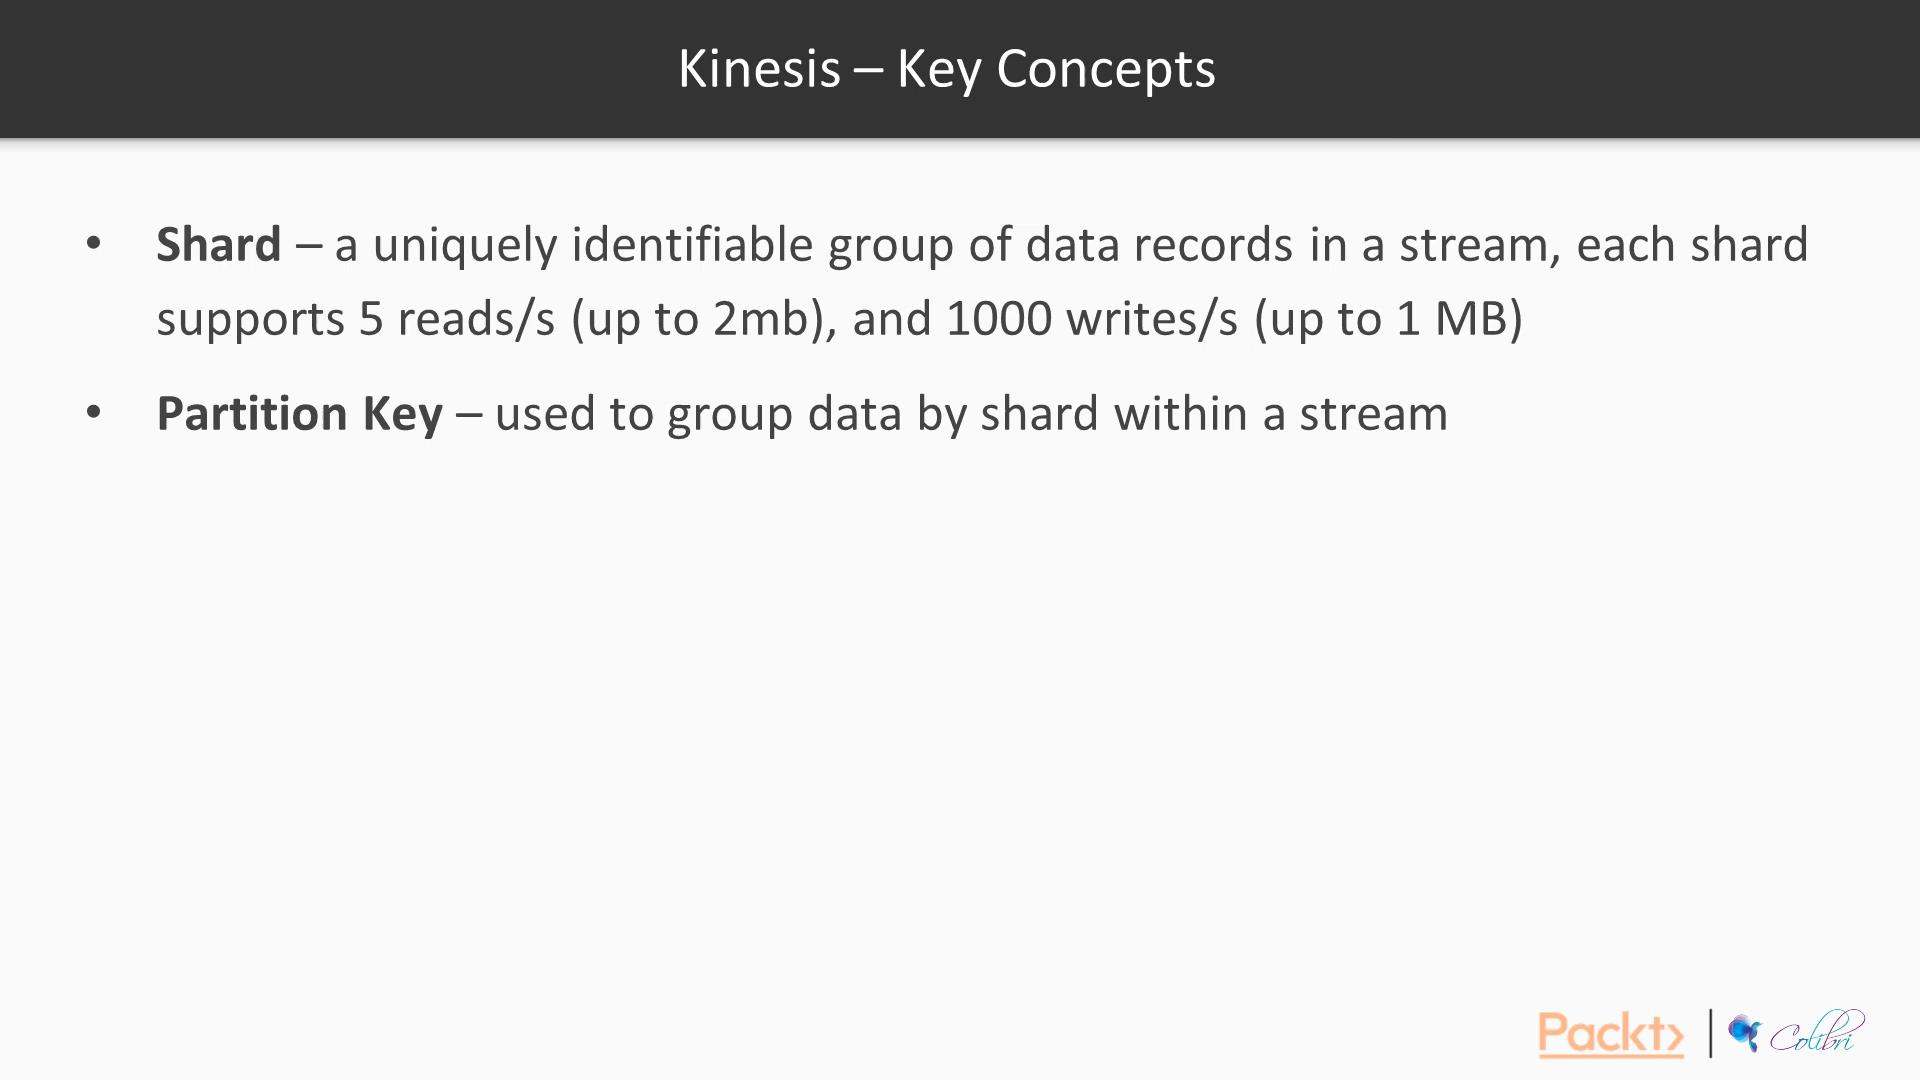 Kinesis – Key Concepts
• Shard – a uniquely identifiable group of data records in a stream, each shard
supports 5 reads/s (up to 2mb), and 1000 writes/s (up to 1 MB)
• Partition Key – used to group data by shard within a stream
Packt> | Colibri